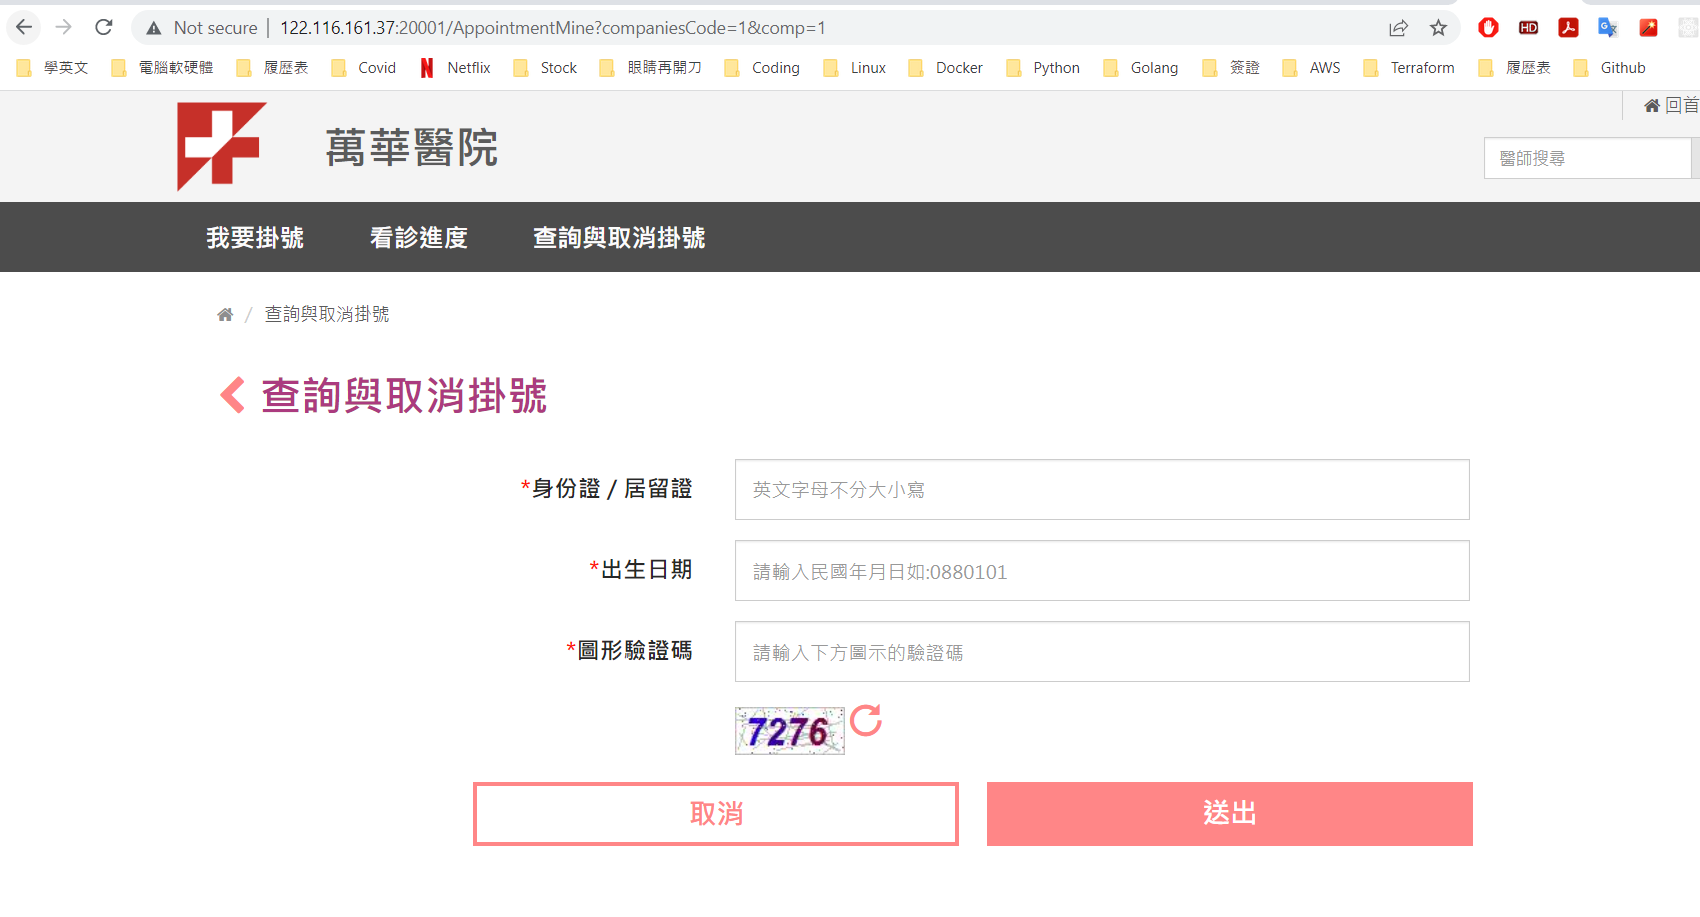 Not secure | 122.116.161.37:20001/AppointmentMine?companiesCode=1&comp=1
HD
學英文 電腦軟硬體 履歷表 Covid Netflix Stock 眼睛再開刀 Coding Linux Docker Python Golang 簽證 AWS Terraform 履歷表 Github
回首
萬華醫院
醫師搜尋
我要掛號 看診進度 查詢與取消掛號
/ 查詢與取消掛號
查詢與取消掛號
*身份證 / 居留證 英文字母不分大小寫
*出生日期 請輸入民國年月日如:0880101
*圖形驗證碼 請輸入下方圖示的驗證碼
7276
取消 送出